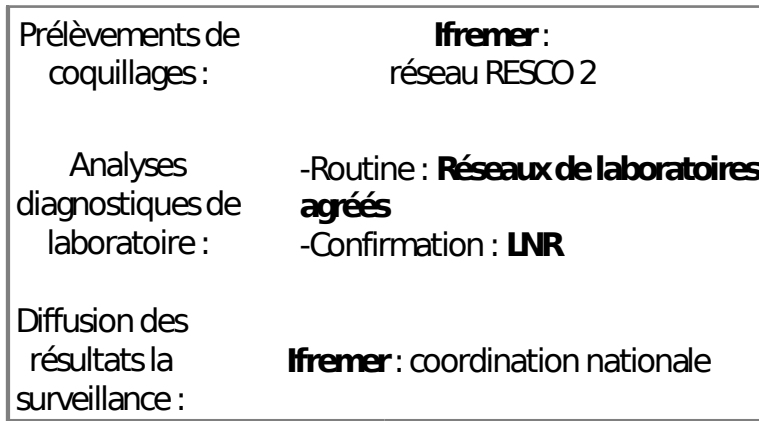 Prélèvements de
coquillages :
Ifremer :
réseau RESCO 2
Analyses
diagnostiques de
laboratoire :
-Routine : Réseaux de laboratoires
agréés
-Confirmation : LNR
Diffusion des
résultats la
surveillance :
Ifremer : coordination nationale